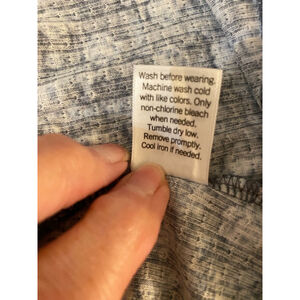 Wash before wearing.
Machine wash cold
with like colors. Only
non-chlorine bleach
when needed.
Tumble dry low.
Remove promptly.
Cool iron if needed.